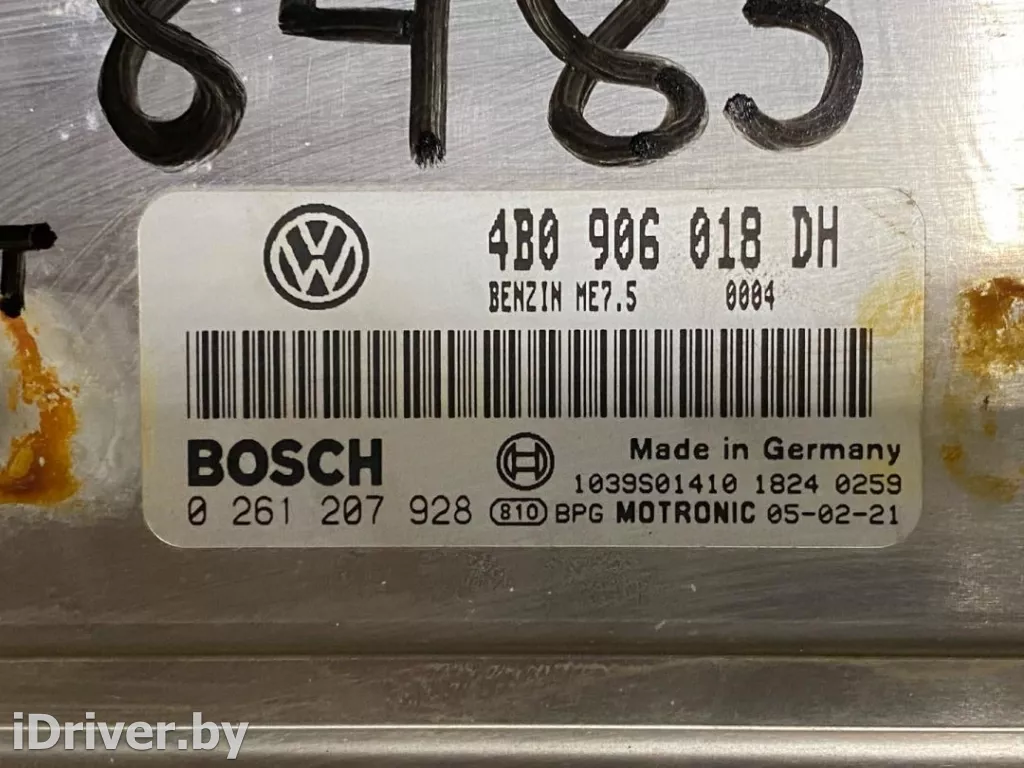 8483
T
4B0 906 018 DH
BENZIN ME7.5 0004
BOSCH
Made in Germany
1039S01410 1824 0259
0 261 207 928 810 BPG MOTRONIC 05-02-21
iDriver.by